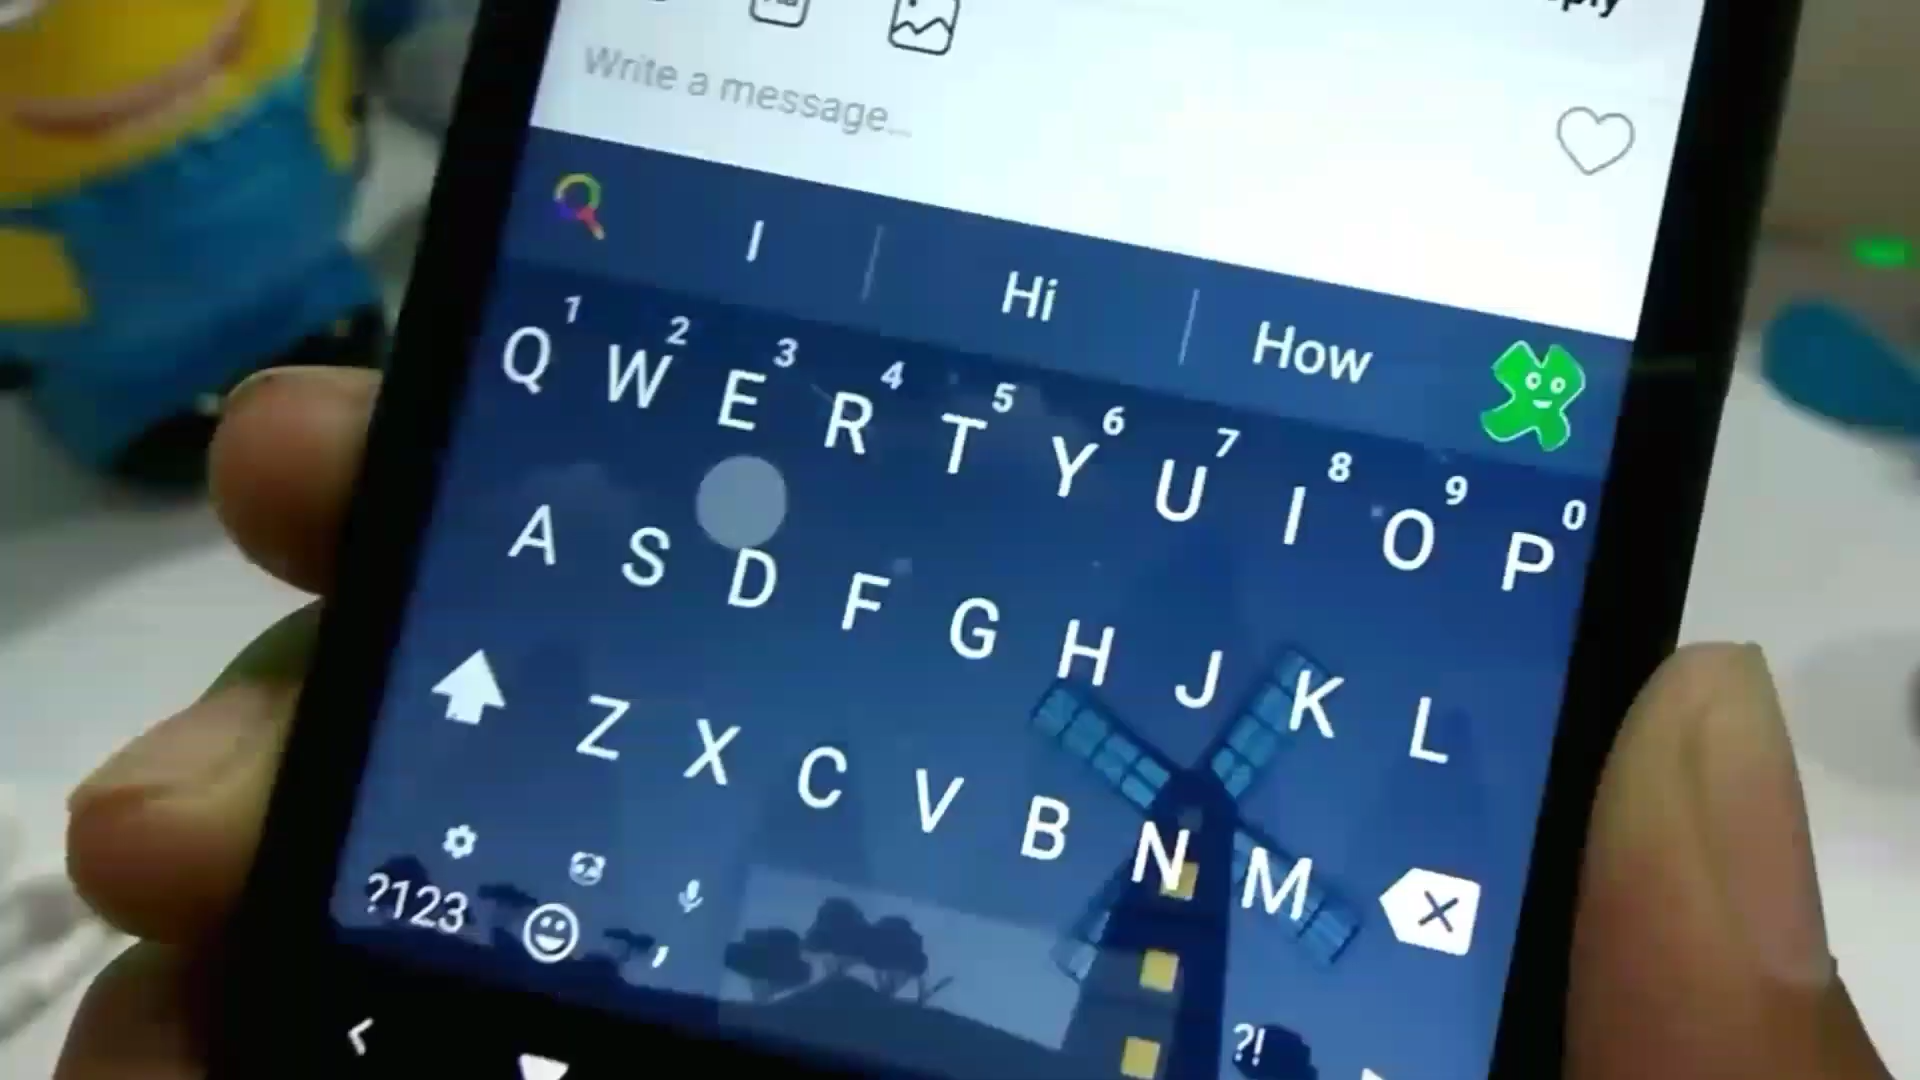 Write a message...
I Hi How
1 2 3 4 5 6 7 8 9 0
Q W E R T Y U I O P
A S D F G H J K L
Z X C V B N M
?123 , ?!